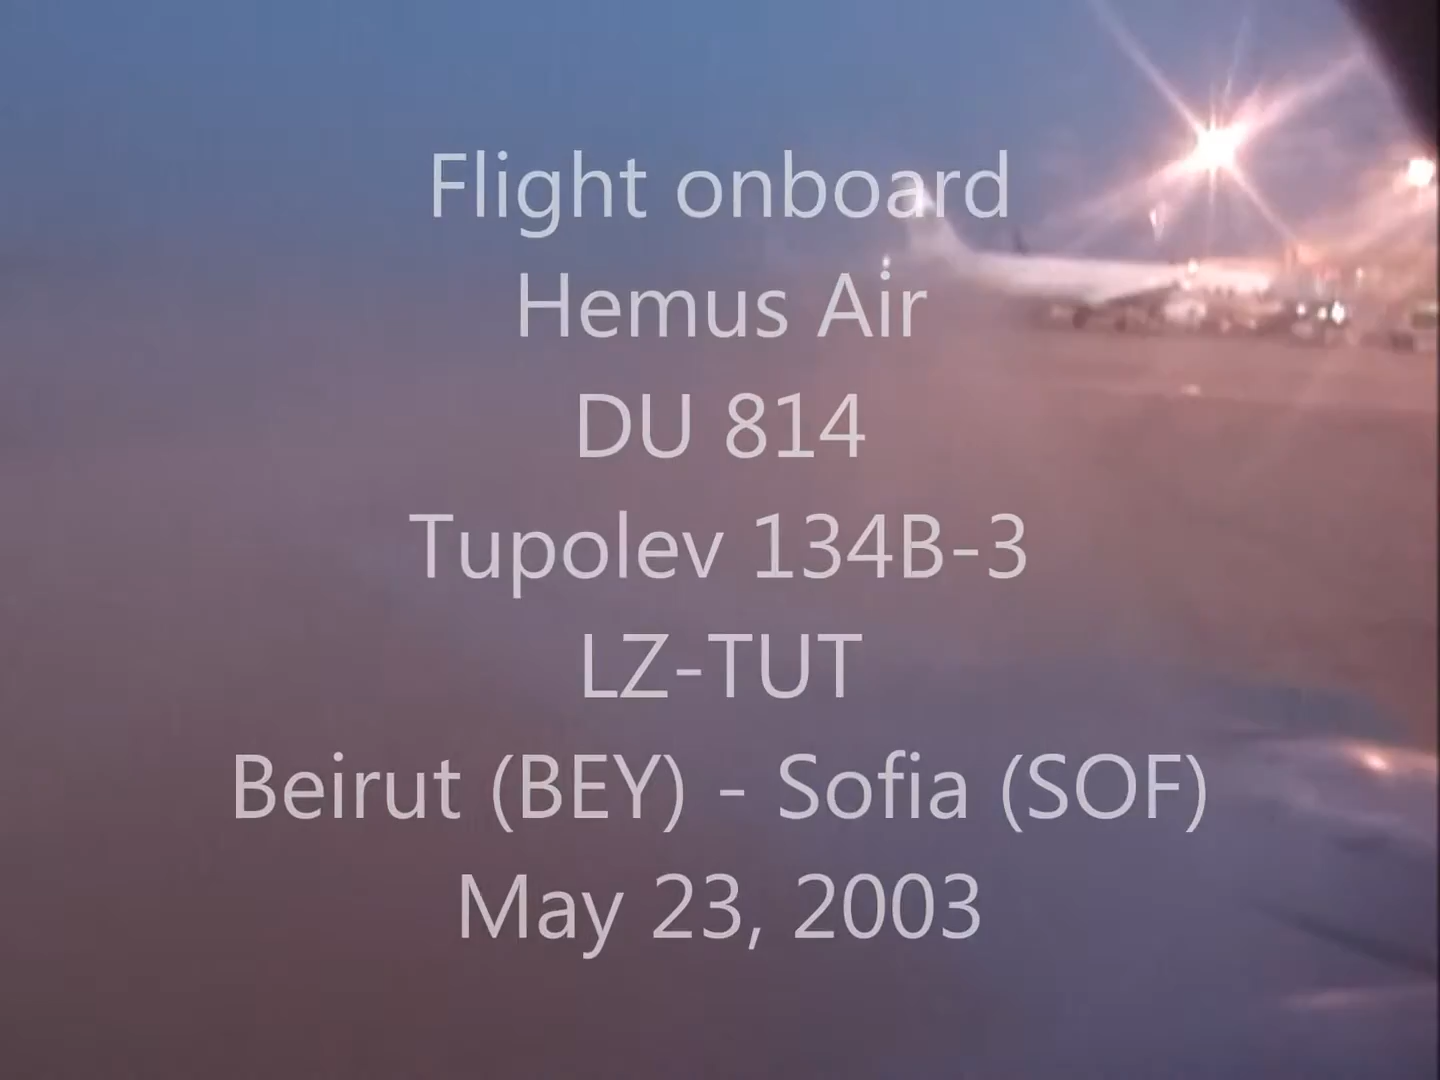 Flight onboard
Hemus Air
DU 814
Tupolev 134B-3
LZ-TUT
Beirut (BEY) - Sofia (SOF)
May 23, 2003